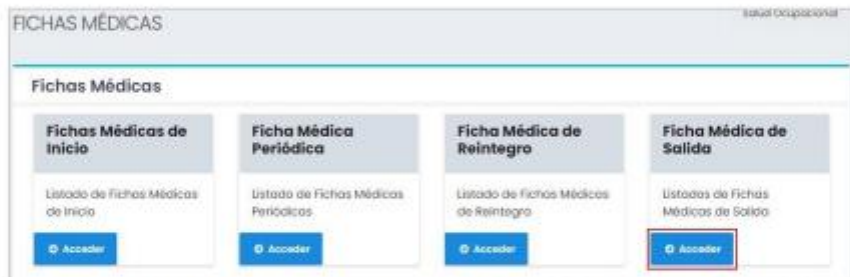 Salud Ocupacional
FICHAS MÉDICAS
Fichas Médicas
Fichas Médicas de
Inicio
Listado de Fichas Médicas
de Inicio
Acceder
Ficha Médica
Periódica
Listado de Fichas Médicas
Periódicas
Acceder
Ficha Médica de
Reintegro
Listado de Fichas Médicas
de Reintegro
Acceder
Ficha Médica de
Salida
Listados de Fichas
Médicas de Salida
Acceder